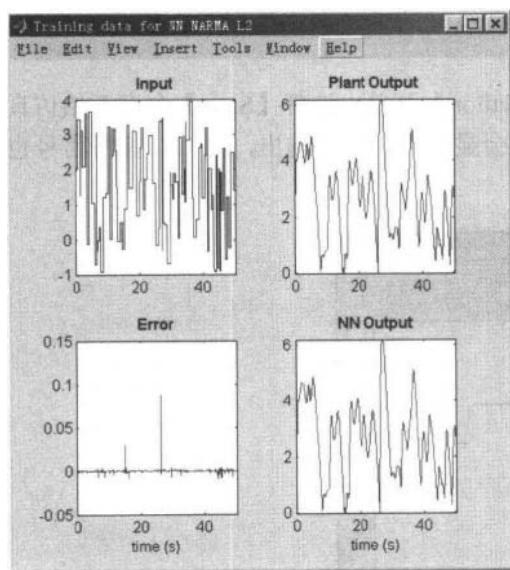 Training data for NN NARMA L2
File Edit View Insert Tools Window Help
Input
4
3
2
1
0
-1
0 20 40
Plant Output
6
4
2
0
0 20 40
Error
0.15
0.1
0.05
0
-0.05
0 20 40
time (s)
NN Output
6
4
2
0
0 20 40
time (s)